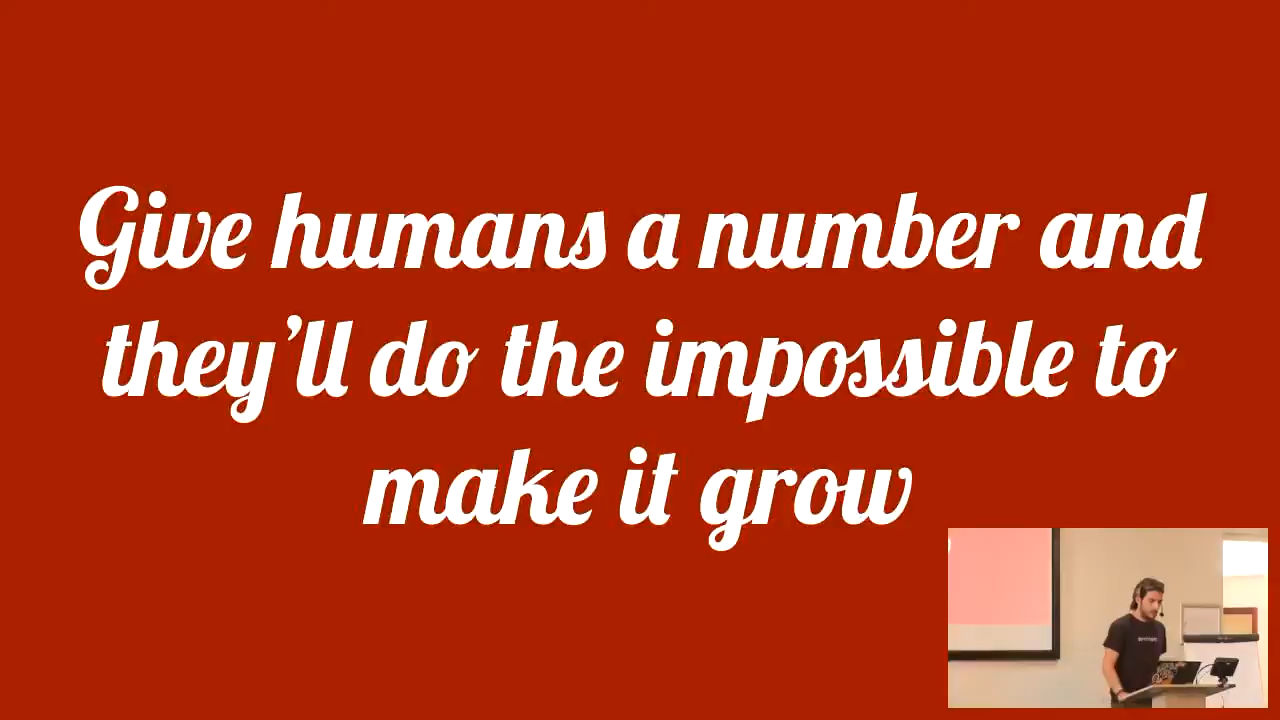 Give humans a number and
they’ll do the impossible to
make it grow